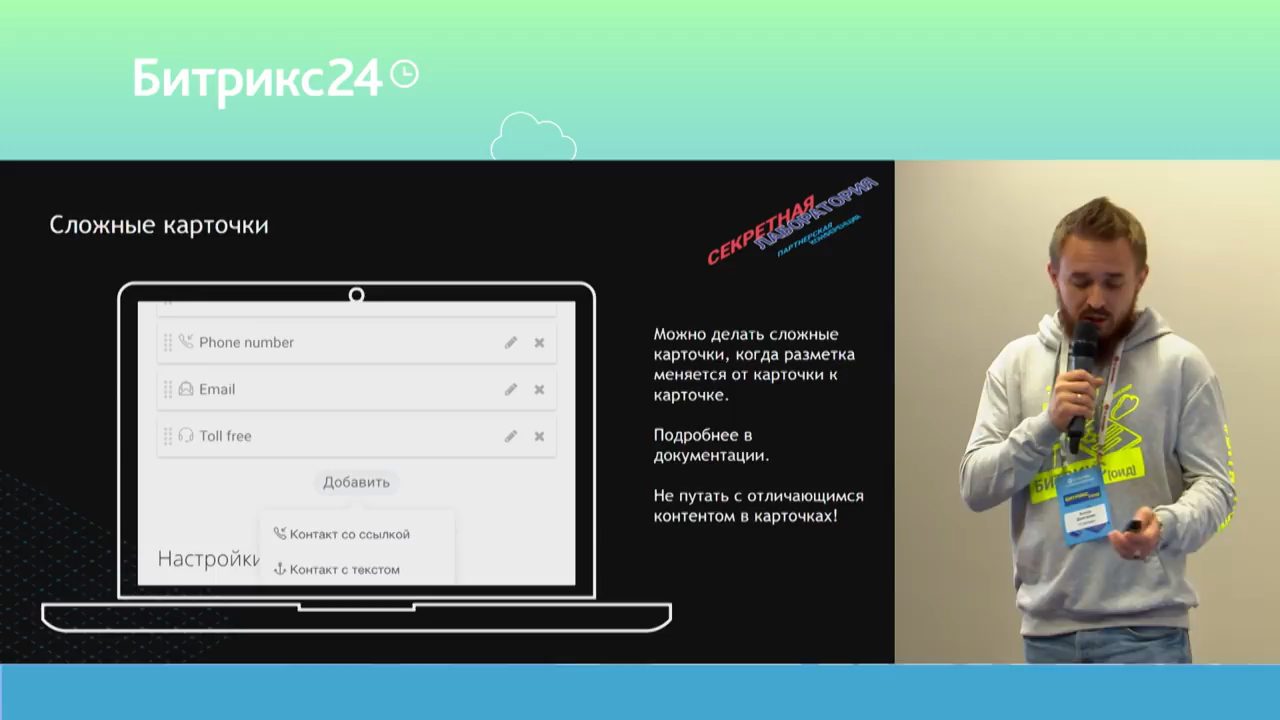 Битрикс24
Сложные карточки
СЕКРЕТНАЯ
ЛАБОРАТОРИЯ
ПАРТНЕРСКАЯ
Phone number
Email
Toll free
Добавить
Контакт со ссылкой
Настройки
Контакт с текстом
Можно делать сложные
карточки, когда разметка
меняется от карточки к
карточке.
Подробнее в
документации.
Не путать с отличающимся
контентом в карточках!